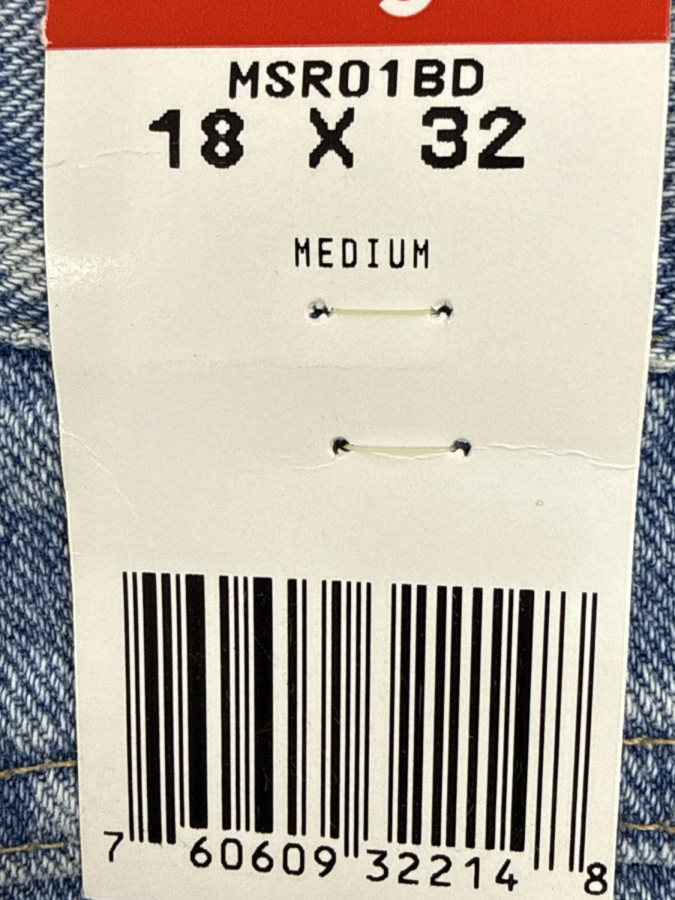 MSR01BD
18 X 32
MEDIUM
7 60609 32214 8